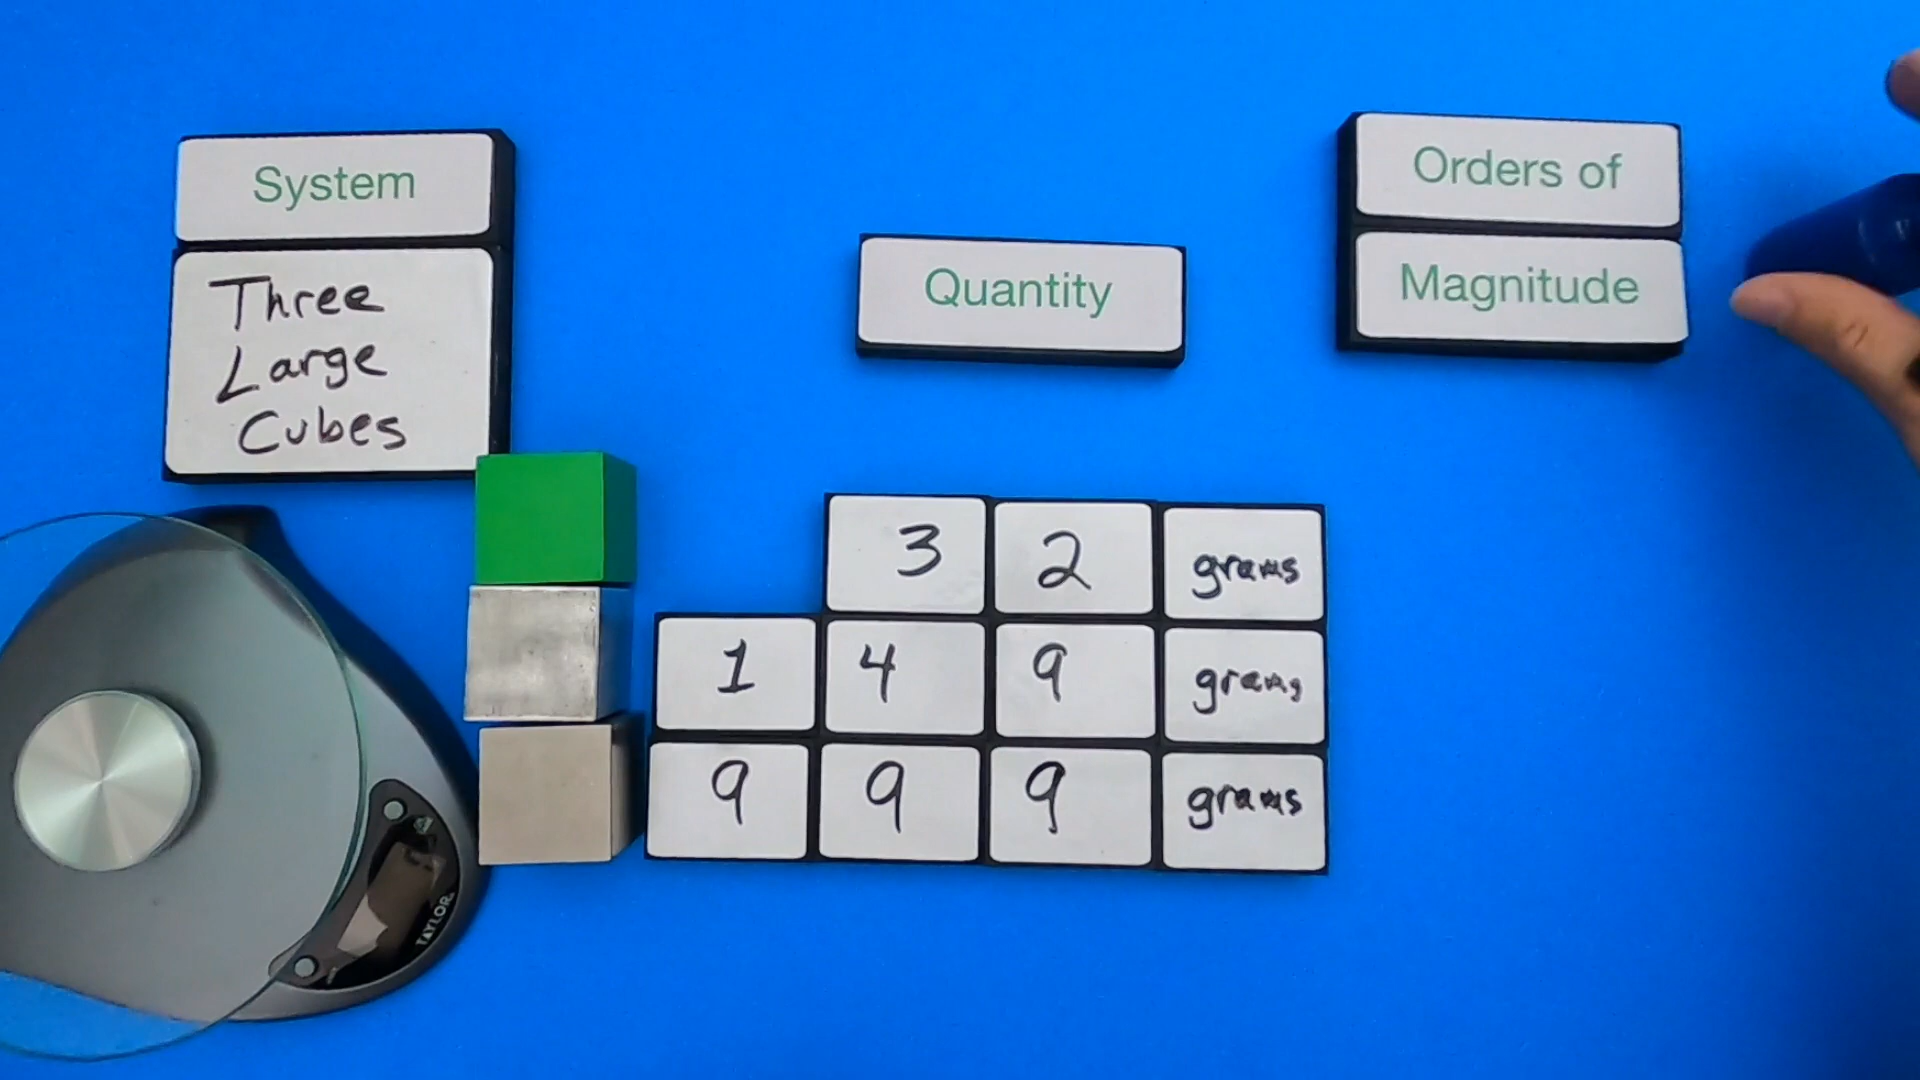 System
Three
Large
Cubes
Quantity
Orders of
Magnitude
3 2 grams
1 4 9 grams
9 9 9 grams
TAYLOR